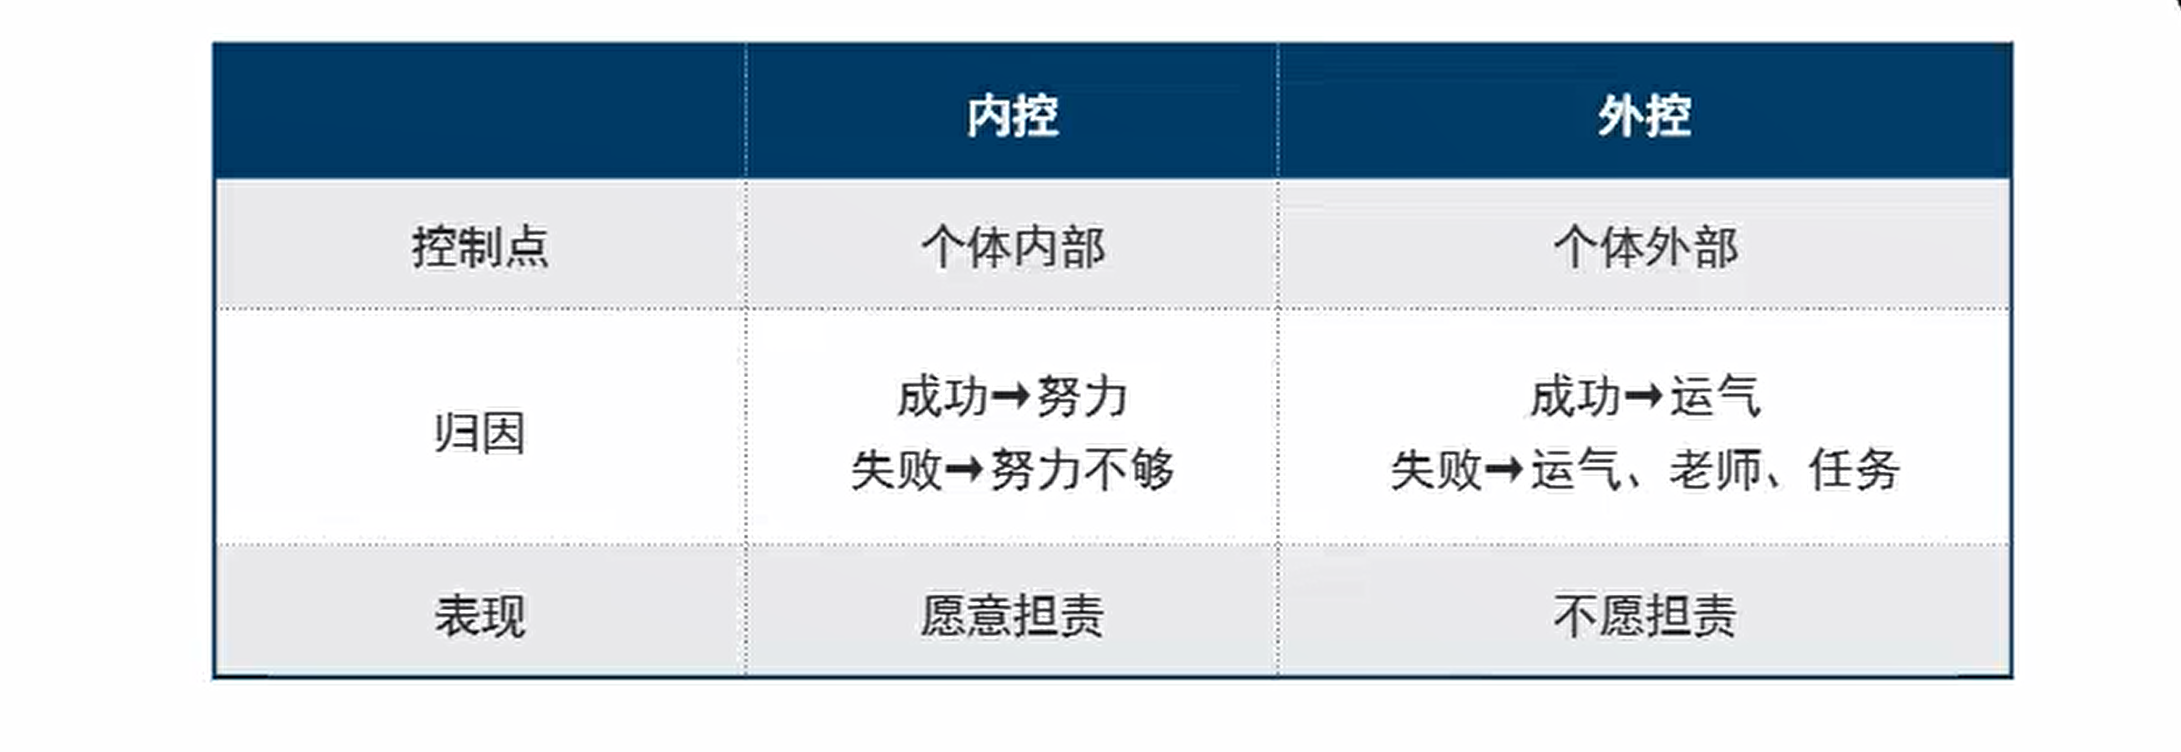 内控
外控
控制点
个体内部
个体外部
归因
成功→努力
失败→努力不够
成功→运气
失败→运气、老师、任务
表现
愿意担责
不愿担责